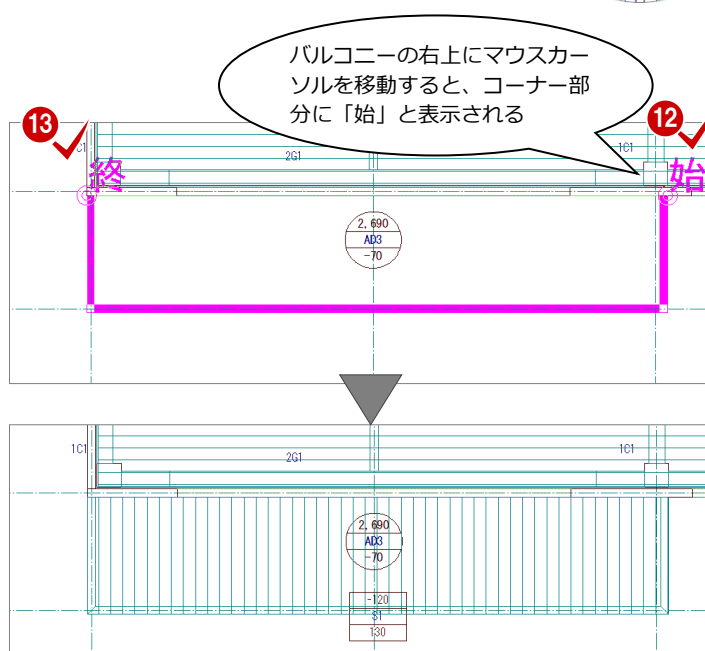 バルコニーの右上にマウスカー
ソルを移動すると、コーナー部
分に「始」と表示される
13
12
2G1
1C1
終
始
2,690
AD3
-70
1C1
2G1
1C1
2,690
AD3
-70
-120
S1
130